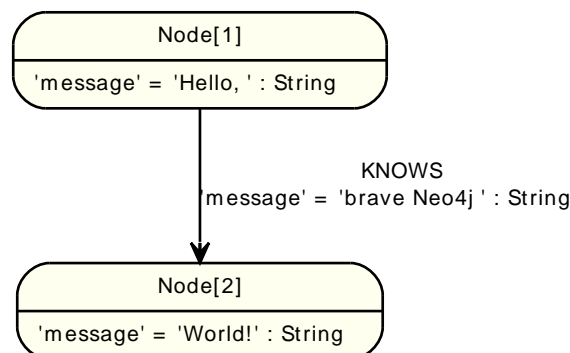 Node[1]
'message' = 'Hello, ' : String
KNOWS
'message' = 'brave Neo4j ' : String
Node[2]
'message' = 'World!' : String